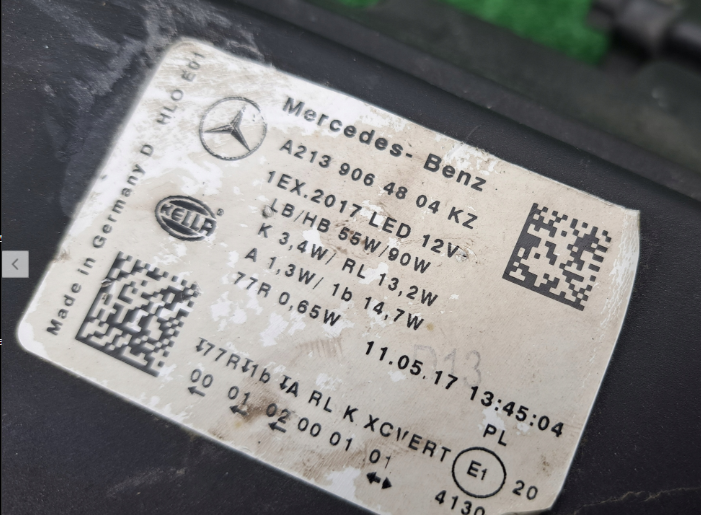 Mercedes-Benz
A213 906 48 04 KZ
1EX.2017 LED 12V
LB/HB 55W/90W
K 3,4W/ RL 13,2W
A 1,3W/ 1b 14,7W
77R 0,65W
HELLA
Made in Germany D HLO E01
11.05.17 13:45:04
PL
77R 1b A RL K XCVERT
00 01 02 00 01 01
E1 20
4130